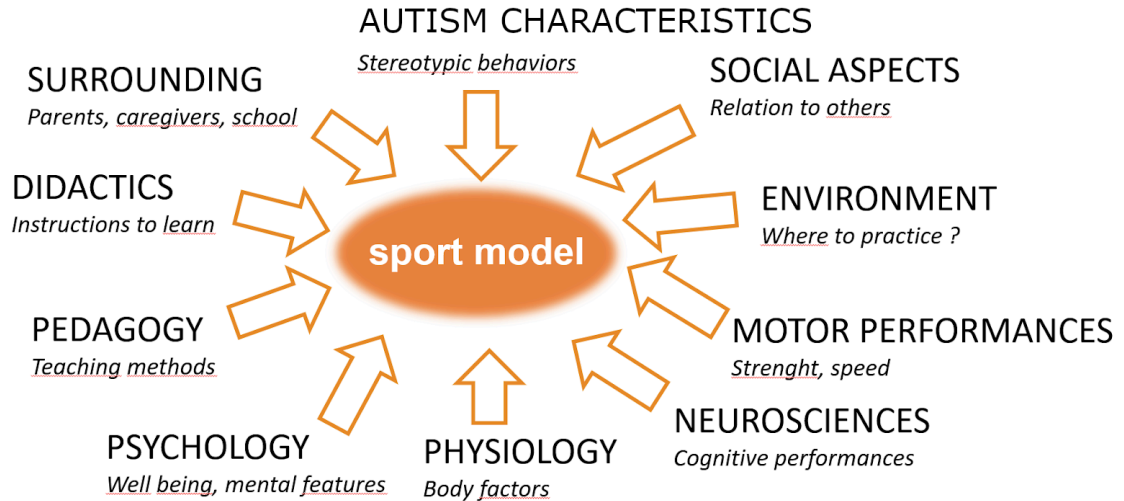 AUTISM CHARACTERISTICS
Stereotypic behaviors
SURROUNDING
Parents, caregivers, school
SOCIAL ASPECTS
Relation to others
DIDACTICS
Instructions to learn
ENVIRONMENT
Where to practice ?
sport model
PEDAGOGY
Teaching methods
MOTOR PERFORMANCES
Strenght, speed
PSYCHOLOGY
Well being, mental features
PHYSIOLOGY
Body factors
NEUROSCIENCES
Cognitive performances